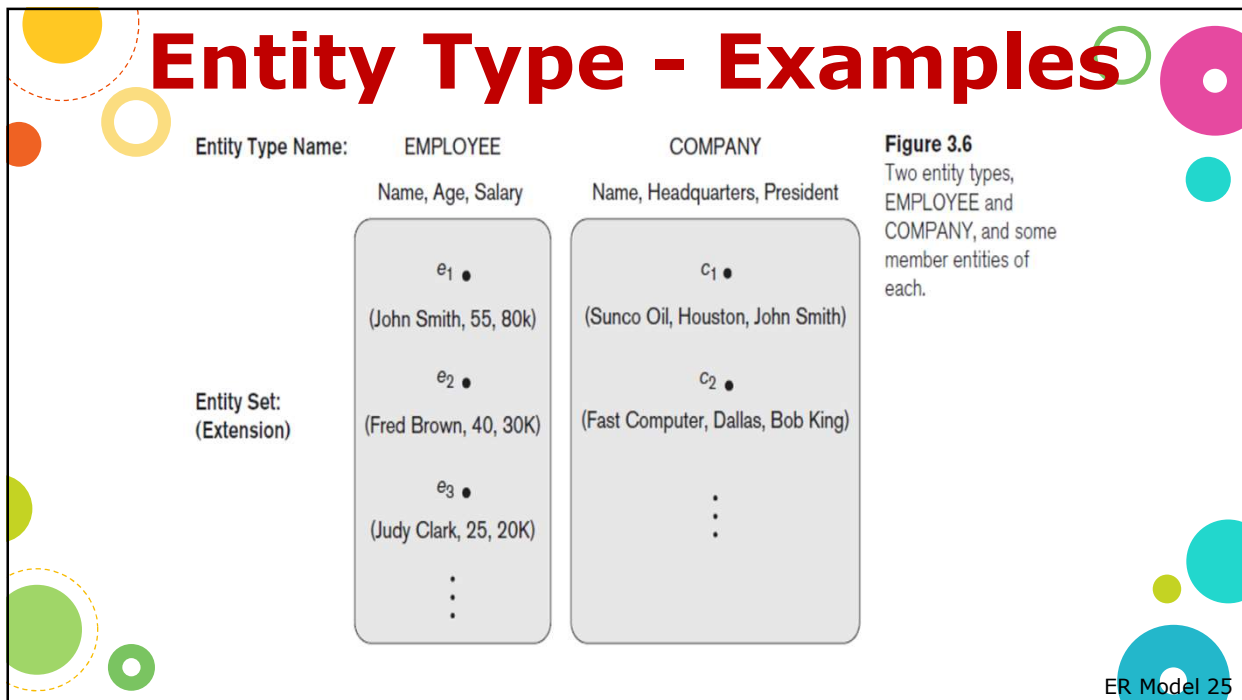 Entity Type - Examples
Entity Type Name: EMPLOYEE COMPANY
Name, Age, Salary Name, Headquarters, President
e1 • c1 •
(John Smith, 55, 80k) (Sunco Oil, Houston, John Smith)
e2 • c2 •
Entity Set:
(Extension)
(Fred Brown, 40, 30K) (Fast Computer, Dallas, Bob King)
e3 •
(Judy Clark, 25, 20K)
Figure 3.6
Two entity types,
EMPLOYEE and
COMPANY, and some
member entities of
each.
ER Model 25